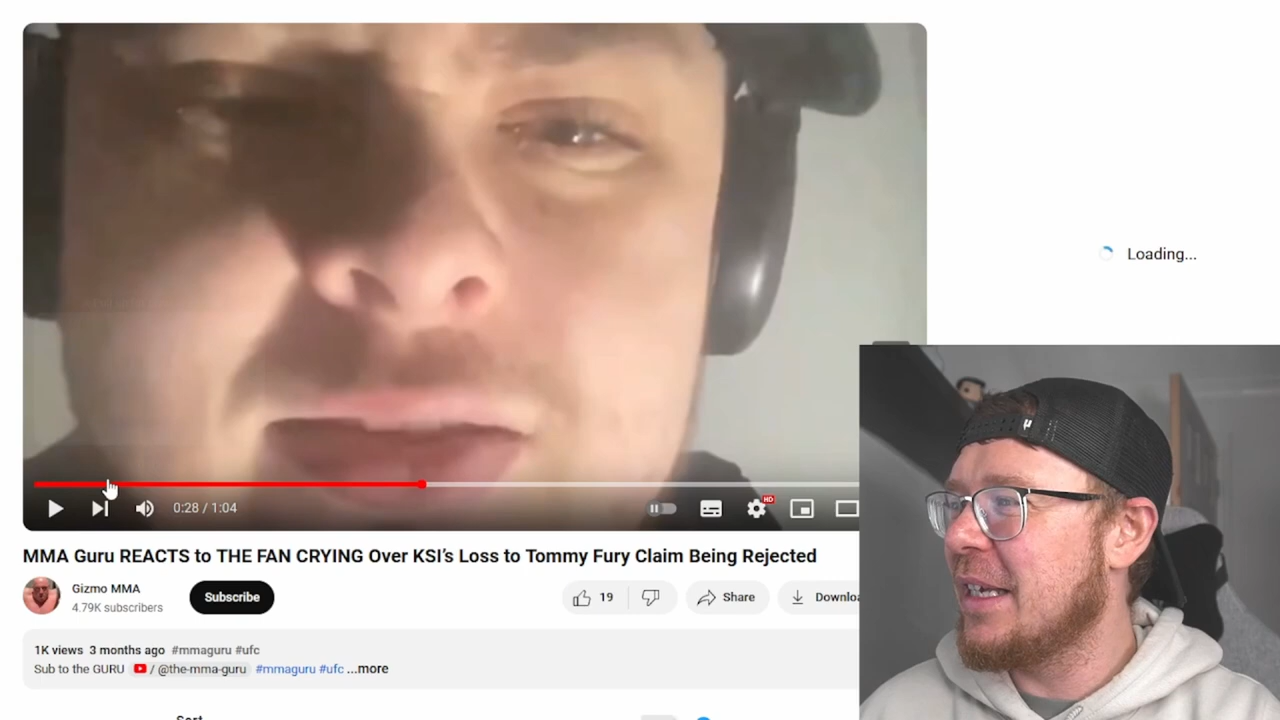 Loading...
HD
0:28 / 1:04
MMA Guru REACTS to THE FAN CRYING Over KSI's Loss to Tommy Fury Claim Being Rejected
Gizmo MMA
4.79K subscribers
Subscribe
19
Share
1K views 3 months ago #mmaguru #ufc
Sub to the GURU / @the-mma-guru #mmaguru #ufc ...more